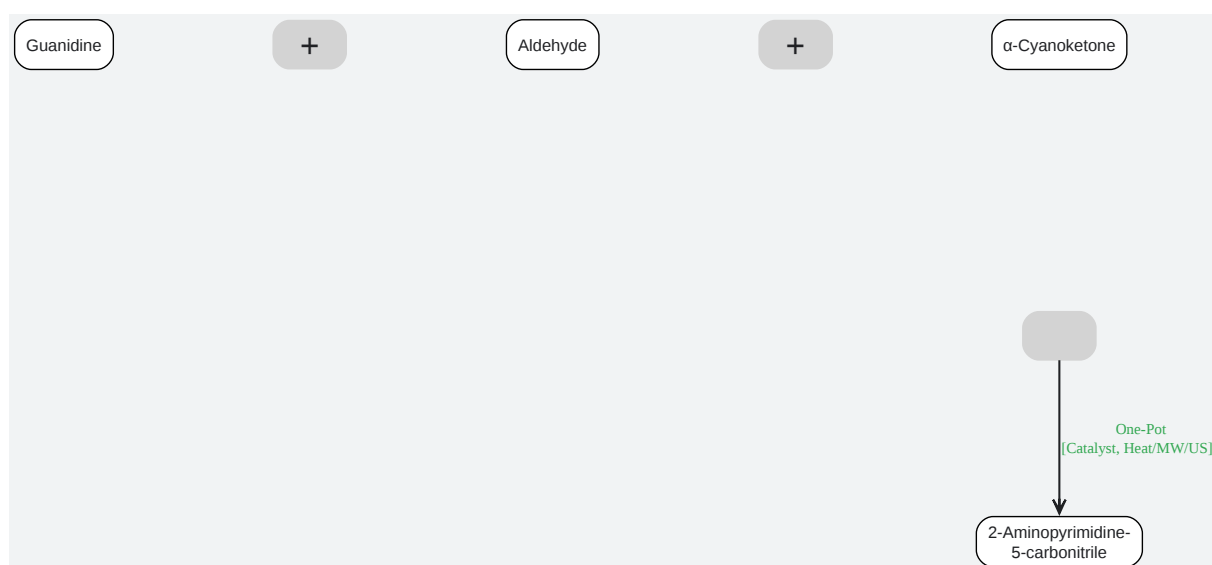 Guanidine
+
Aldehyde
+
α-Cyanoketone
One-Pot
[Catalyst, Heat/MW/US]
2-Aminopyrimidine-
5-carbonitrile